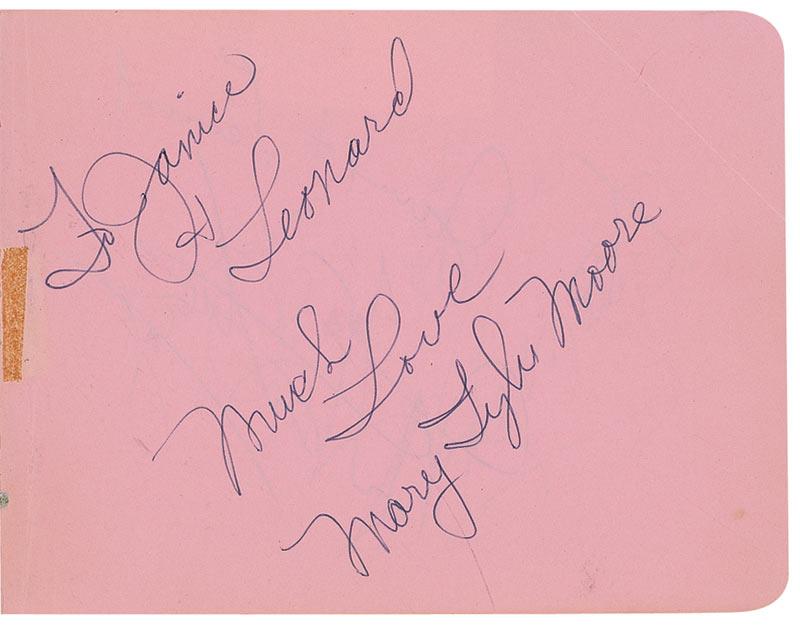 To Janice
& Leonard
Much Love
Mary Tyler Moore